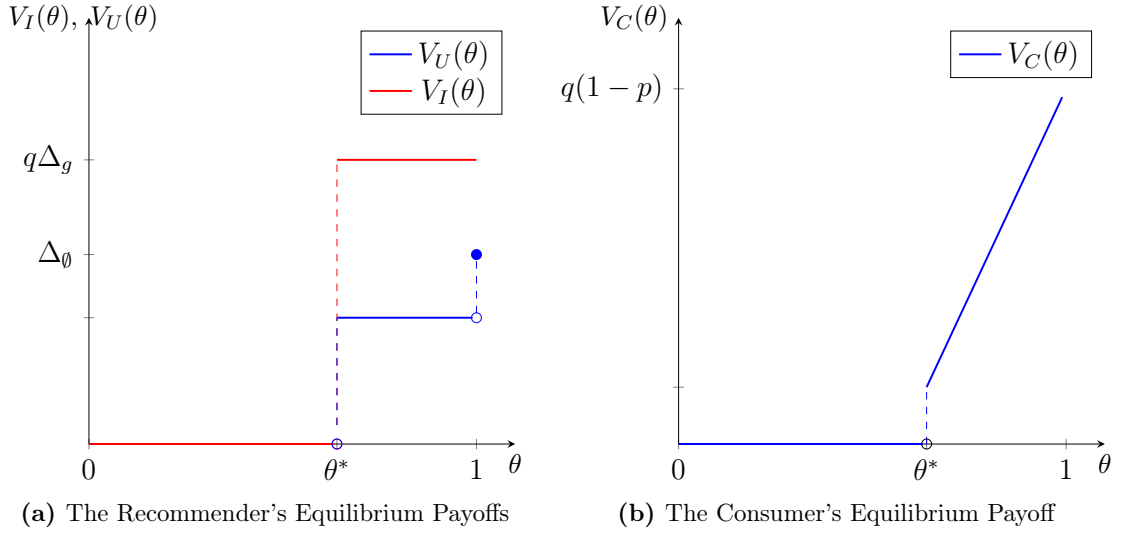 V_I(θ), V_U(θ)
V_U(θ)
V_I(θ)
qΔ_g
Δ_∅
0
θ*
1
θ
(a) The Recommender's Equilibrium Payoffs
V_C(θ)
V_C(θ)
q(1 − p)
0
θ*
1
θ
(b) The Consumer's Equilibrium Payoff